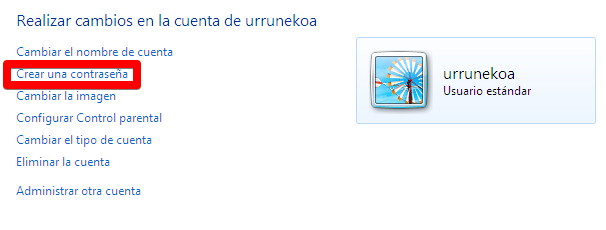 Realizar cambios en la cuenta de urrunekoa
Cambiar el nombre de cuenta
Crear una contraseña
Cambiar la imagen
Configurar Control parental
Cambiar el tipo de cuenta
Eliminar la cuenta
Administrar otra cuenta
urrunekoa
Usuario estándar